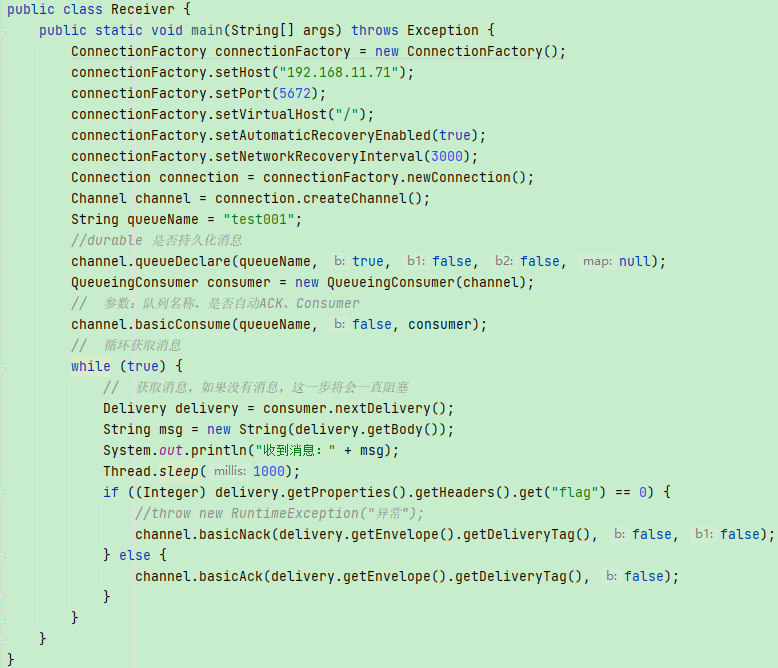 public class Receiver {
public static void main(String[] args) throws Exception {
ConnectionFactory connectionFactory = new ConnectionFactory();
connectionFactory.setHost("192.168.11.71");
connectionFactory.setPort(5672);
connectionFactory.setVirtualHost("/");
connectionFactory.setAutomaticRecoveryEnabled(true);
connectionFactory.setNetworkRecoveryInterval(3000);
Connection connection = connectionFactory.newConnection();
Channel channel = connection.createChannel();
String queueName = "test001";
//durable 是否持久化消息
channel.queueDeclare(queueName, b: true, b1: false, b2: false, map: null);
QueueingConsumer consumer = new QueueingConsumer(channel);
// 参数：队列名称、是否自动ACK、Consumer
channel.basicConsume(queueName, b: false, consumer);
// 循环获取消息
while (true) {
// 获取消息，如果没有消息，这一步将会一直阻塞
Delivery delivery = consumer.nextDelivery();
String msg = new String(delivery.getBody());
System.out.println("收到消息：" + msg);
Thread.sleep( millis: 1000);
if ((Integer) delivery.getProperties().getHeaders().get("flag") == 0) {
//throw new RuntimeException("异常");
channel.basicNack(delivery.getEnvelope().getDeliveryTag(), b: false, b1: false);
} else {
channel.basicAck(delivery.getEnvelope().getDeliveryTag(), b: false);
}
}
}
}